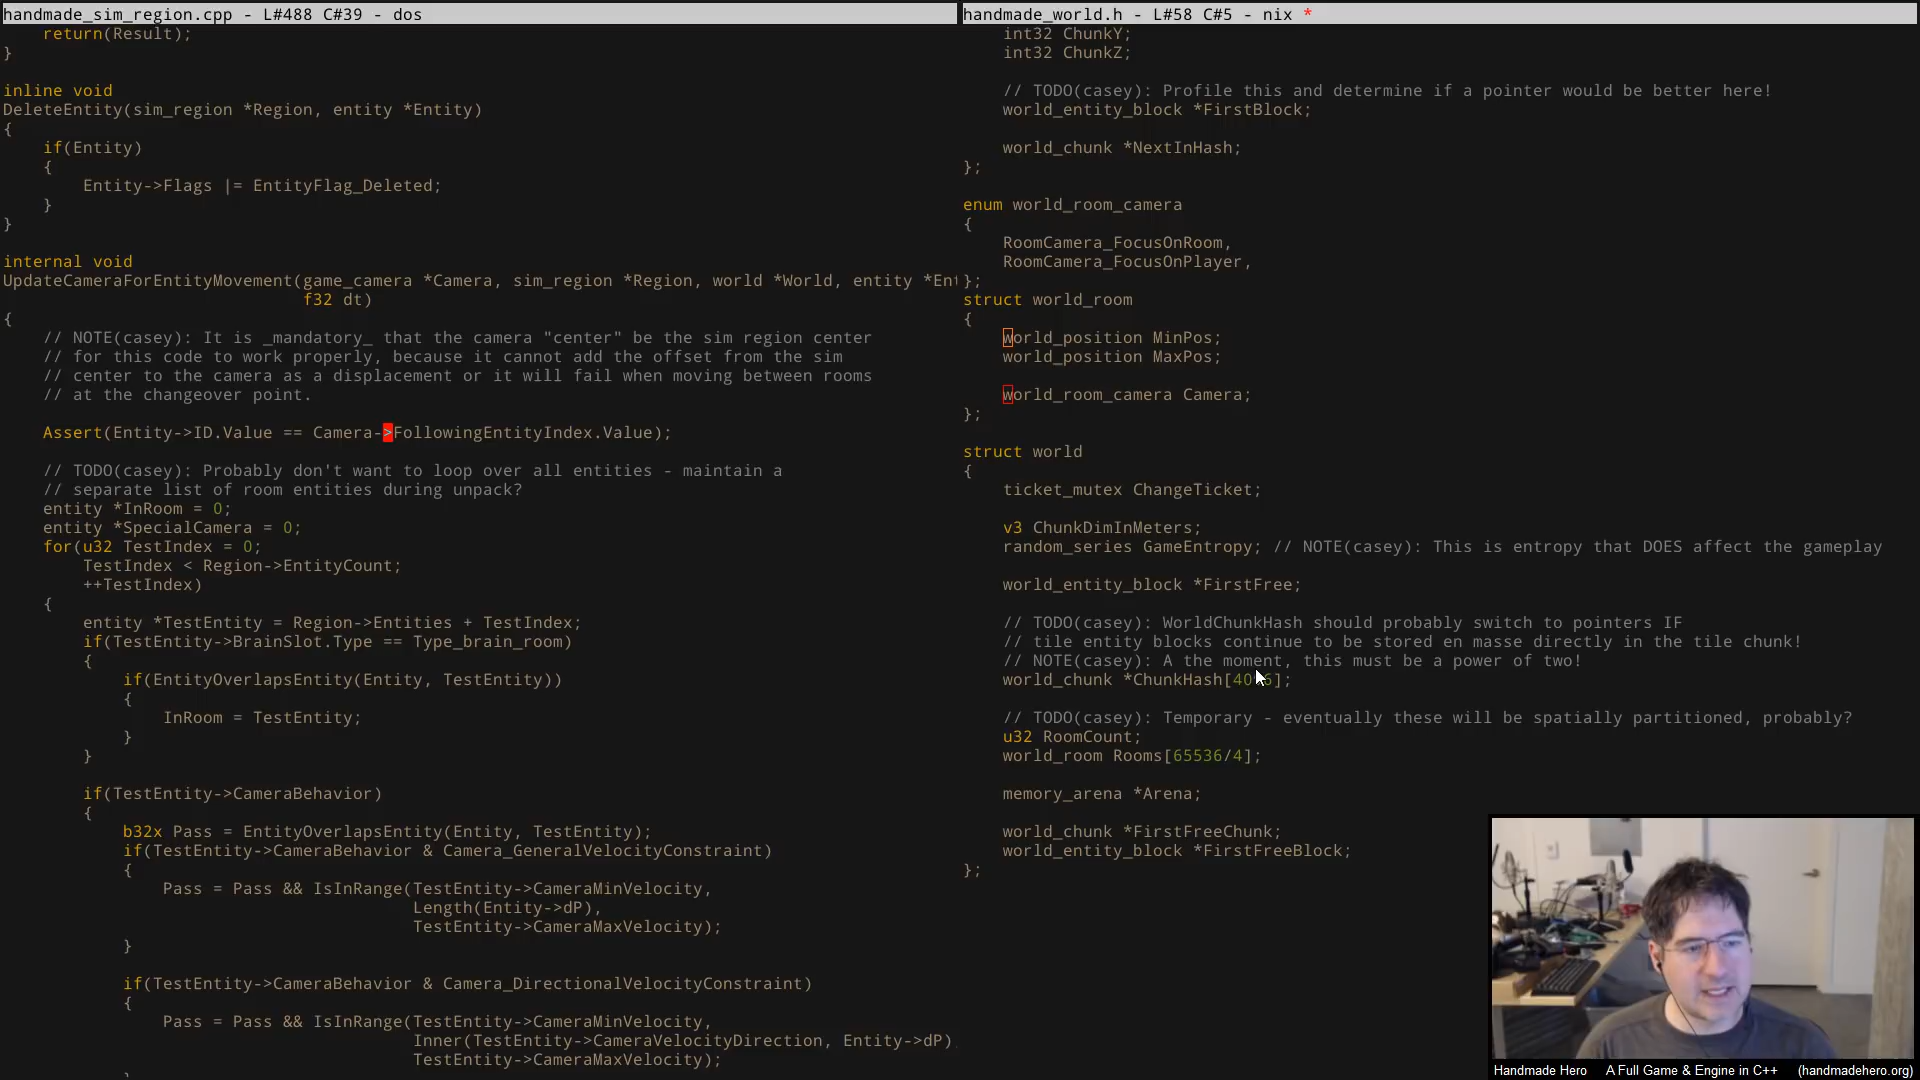 handmade_sim_region.cpp - L#488 C#39 - dos
    return(Result);
}

inline void
DeleteEntity(sim_region *Region, entity *Entity)
{
    if(Entity)
    {
        Entity->Flags |= EntityFlag_Deleted;
    }
}

internal void
UpdateCameraForEntityMovement(game_camera *Camera, sim_region *Region, world *World, entity *Ent
                              f32 dt)
{
    // NOTE(casey): It is _mandatory_ that the camera "center" be the sim region center
    // for this code to work properly, because it cannot add the offset from the sim
    // center to the camera as a displacement or it will fail when moving between rooms
    // at the changeover point.

    Assert(Entity->ID.Value == Camera->FollowingEntityIndex.Value);

    // TODO(casey): Probably don't want to loop over all entities - maintain a
    // separate list of room entities during unpack?
    entity *InRoom = 0;
    entity *SpecialCamera = 0;
    for(u32 TestIndex = 0;
        TestIndex < Region->EntityCount;
        ++TestIndex)
    {
        entity *TestEntity = Region->Entities + TestIndex;
        if(TestEntity->BrainSlot.Type == Type_brain_room)
        {
            if(EntityOverlapsEntity(Entity, TestEntity))
            {
                InRoom = TestEntity;
            }
        }

        if(TestEntity->CameraBehavior)
        {
            b32x Pass = EntityOverlapsEntity(Entity, TestEntity);
            if(TestEntity->CameraBehavior & Camera_GeneralVelocityConstraint)
            {
                Pass = Pass && IsInRange(TestEntity->CameraMinVelocity,
                                         Length(Entity->dP),
                                         TestEntity->CameraMaxVelocity);
            }

            if(TestEntity->CameraBehavior & Camera_DirectionalVelocityConstraint)
            {
                Pass = Pass && IsInRange(TestEntity->CameraMinVelocity,
                                         Inner(TestEntity->CameraVelocityDirection, Entity->dP)
                                         TestEntity->CameraMaxVelocity);
handmade_world.h - L#58 C#5 - nix *
    int32 ChunkY;
    int32 ChunkZ;

    // TODO(casey): Profile this and determine if a pointer would be better here!
    world_entity_block *FirstBlock;

    world_chunk *NextInHash;
};

enum world_room_camera
{
    RoomCamera_FocusOnRoom,
    RoomCamera_FocusOnPlayer,
};
struct world_room
{
    world_position MinPos;
    world_position MaxPos;

    world_room_camera Camera;
};

struct world
{
    ticket_mutex ChangeTicket;

    v3 ChunkDimInMeters;
    random_series GameEntropy; // NOTE(casey): This is entropy that DOES affect the gameplay

    world_entity_block *FirstFree;

    // TODO(casey): WorldChunkHash should probably switch to pointers IF
    // tile entity blocks continue to be stored en masse directly in the tile chunk!
    // NOTE(casey): A the moment, this must be a power of two!
    world_chunk *ChunkHash[

    // TODO(casey): Temporary - eventually these will be spatially partitioned, probably?
    u32 RoomCount;
    world_room Rooms[65536/4];

    memory_arena *Arena;

    world_chunk *FirstFreeChunk;
    world_entity_block *FirstFreeBlock;
};
Handmade Hero A Full Game & Engine in C++ (handmadehero.org)